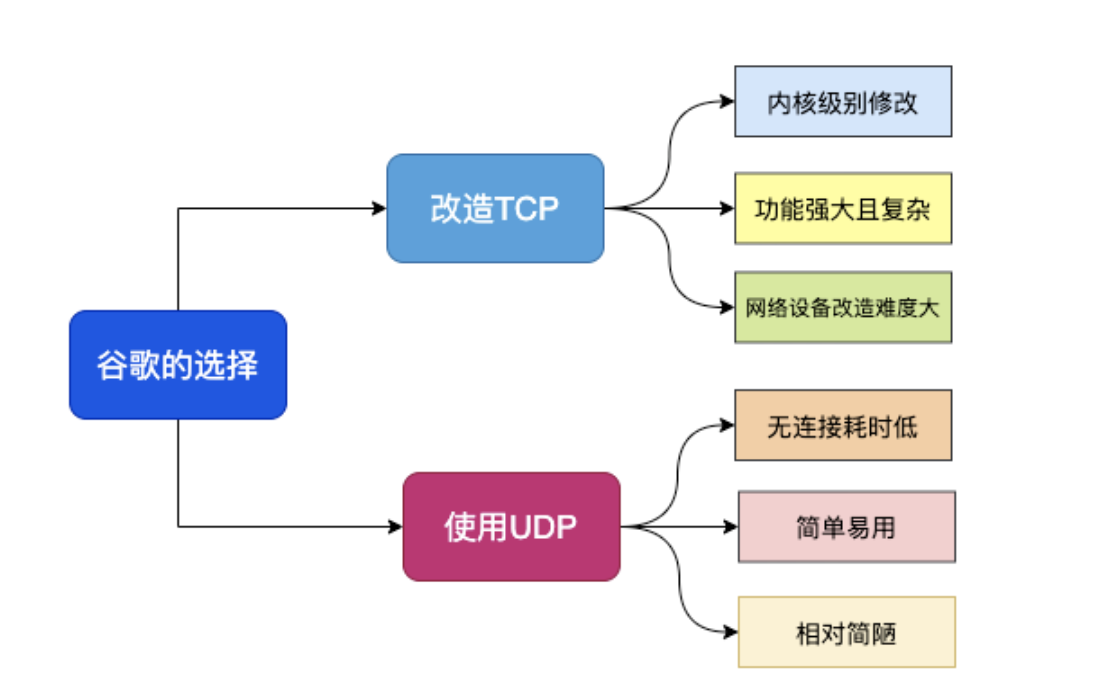 谷歌的选择
改造TCP
内核级别修改
功能强大且复杂
网络设备改造难度大
使用UDP
无连接耗时低
简单易用
相对简陋